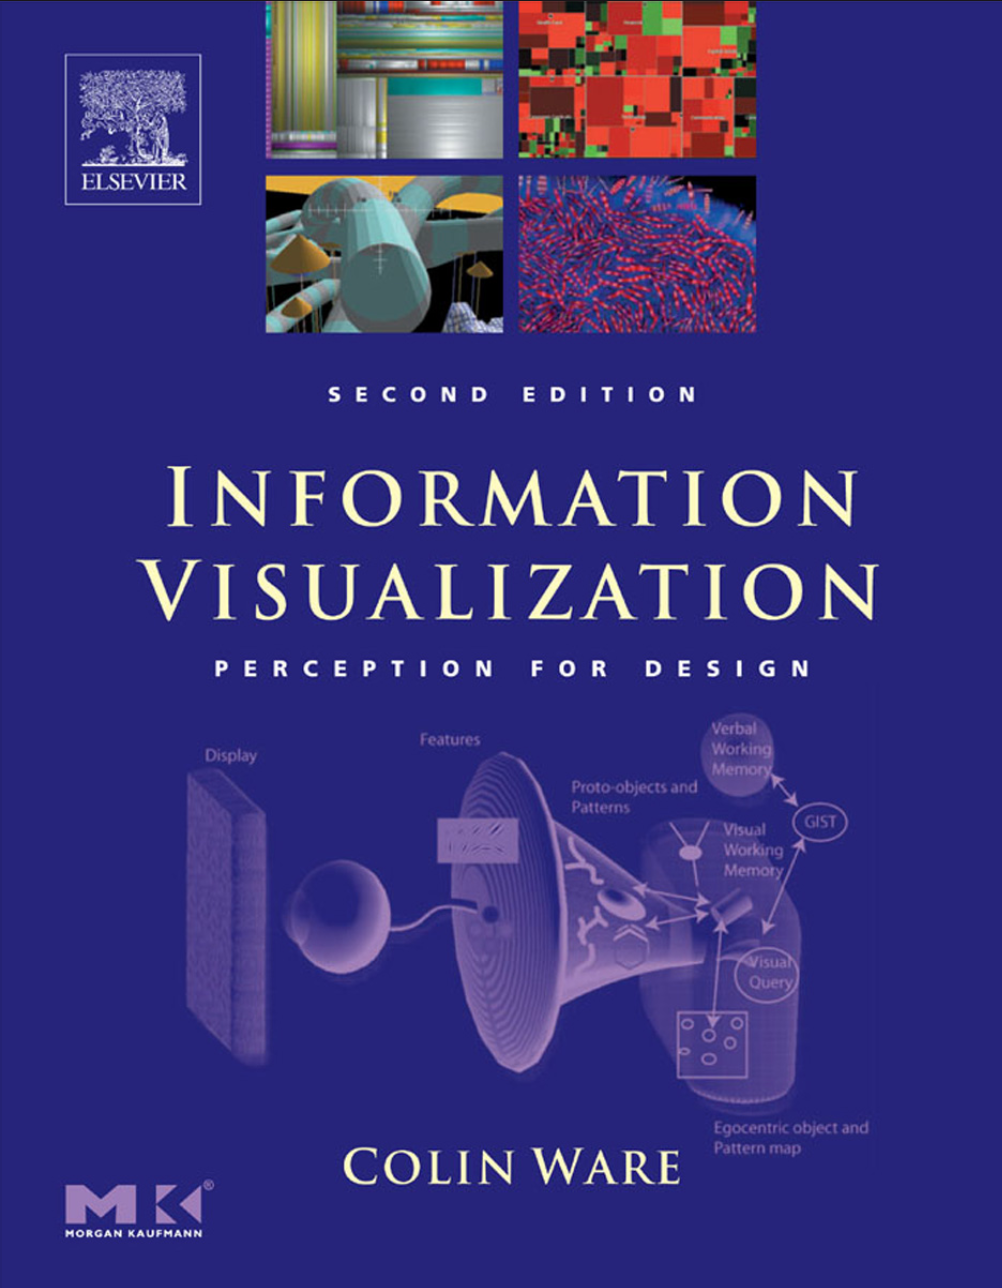 ELSEVIER
SECOND EDITION
INFORMATION
VISUALIZATION
PERCEPTION FOR DESIGN
Display
Features
Proto-objects and
Patterns
Verbal
Working
Memory
GIST
Visual
Working
Memory
Visual
Query
Egocentric object and
Pattern map
COLIN WARE
MK®
MORGAN KAUFMANN